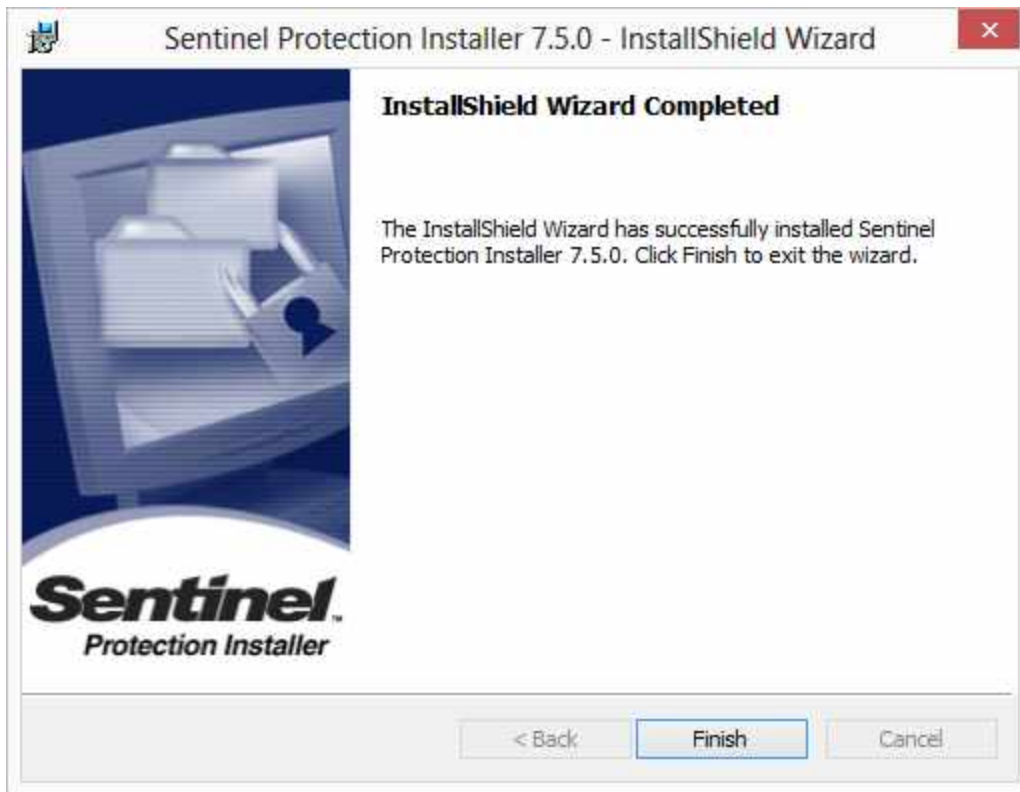 Sentinel Protection Installer 7.5.0 - InstallShield Wizard
InstallShield Wizard Completed
The InstallShield Wizard has successfully installed Sentinel
Protection Installer 7.5.0. Click Finish to exit the wizard.
Sentinel™
Protection Installer
< Back
Finish
Cancel